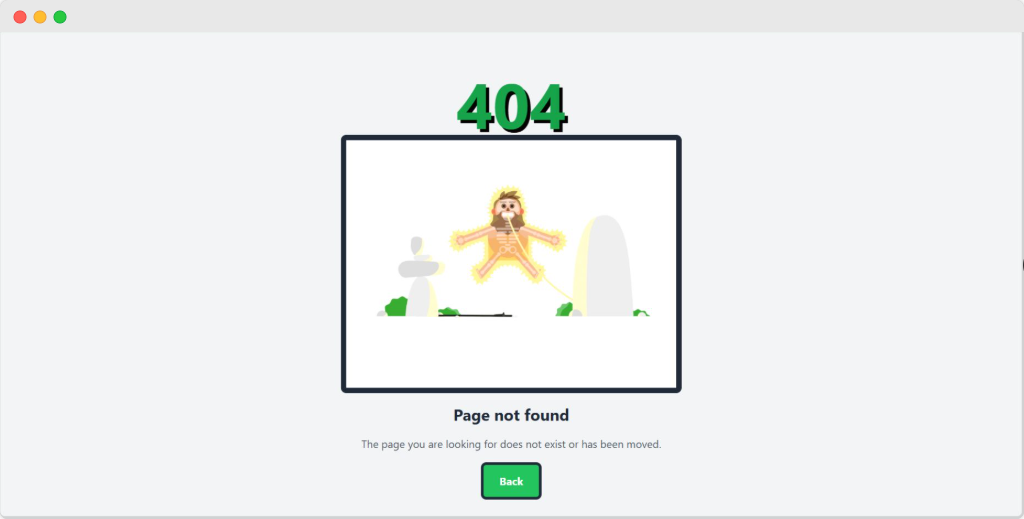 404
Page not found
The page you are looking for does not exist or has been moved.
Back